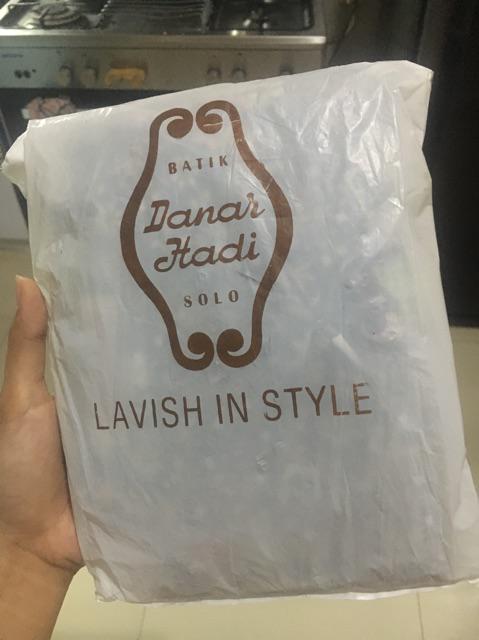 BATIK
Danar
Hadi
SOLO
LAVISH IN STYLE